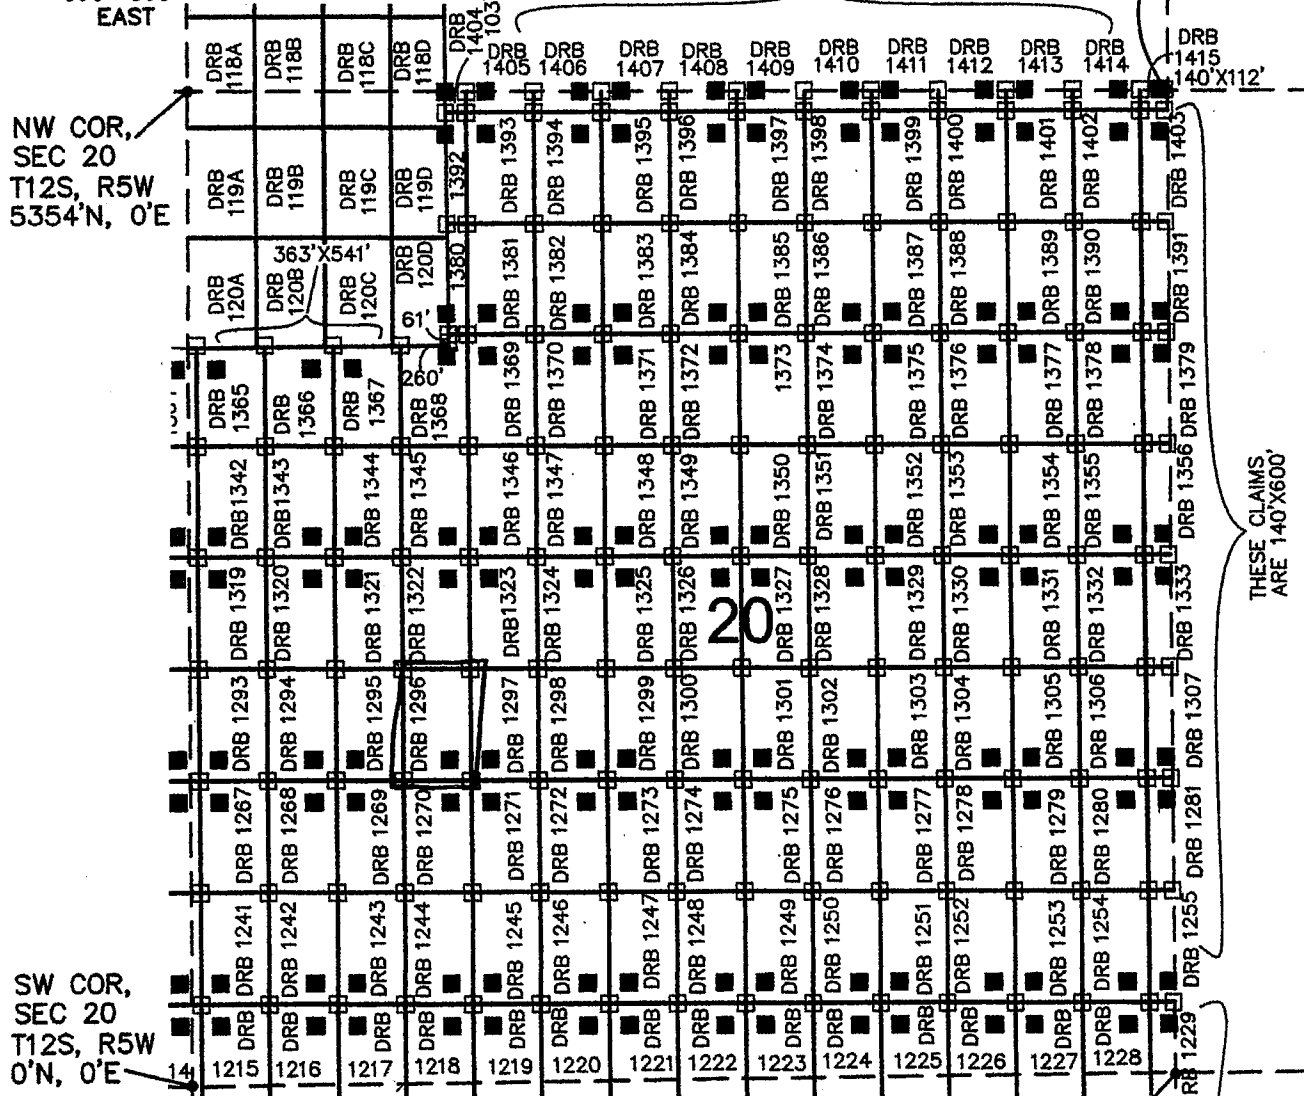 EAST
DRB 118A
DRB 118B
DRB 118C
DRB 118D
DRB 1404
103
DRB 1405
DRB 1406
DRB 1407
DRB 1408
DRB 1409
DRB 1410
DRB 1411
DRB 1412
DRB 1413
DRB 1414
DRB 1415
140'X112'
NW COR,
SEC 20
T12S, R5W
5354'N, 0'E
DRB 119A
DRB 119B
DRB 119C
DRB 119D
1392
DRB 1393
DRB 1394
DRB 1395
DRB 1396
DRB 1397
DRB 1398
DRB 1399
DRB 1400
DRB 1401
DRB 1402
DRB 1403
363'X541'
DRB 120A
DRB 120B
DRB 120C
DRB 120D
1380
DRB 1381
DRB 1382
DRB 1383
DRB 1384
DRB 1385
DRB 1386
DRB 1387
DRB 1388
DRB 1389
DRB 1390
DRB 1391
61'
260'
DRB 1365
DRB 1366
DRB 1367
DRB 1368
DRB 1369
DRB 1370
DRB 1371
DRB 1372
1373
DRB 1374
DRB 1375
DRB 1376
DRB 1377
DRB 1378
DRB 1379
DRB1342
DRB1343
DRB 1344
DRB 1345
DRB 1346
DRB 1347
DRB 1348
DRB 1349
DRB 1350
DRB1351
DRB 1352
DRB1353
DRB 1354
DRB 1355
DRB 1356
THESE CLAIMS
ARE 140'X600'
DRB 1319
DRB 1320
DRB 1321
DRB 1322
DRB1323
DRB 1324
DRB 1325
DRB 1326
20
DRB 1327
DRB 1328
DRB 1329
DRB 1330
DRB 1331
DRB 1332
DRB 1333
DRB 1293
DRB 1294
DRB 1295
DRB 1296
DRB 1297
DRB 1298
DRB 1299
DRB 1300
DRB 1301
DRB 1302
DRB 1303
DRB 1304
DRB 1305
DRB 1306
DRB 1307
DRB 1267
DRB 1268
DRB 1269
DRB 1270
DRB 1271
DRB 1272
DRB 1273
DRB 1274
DRB 1275
DRB 1276
DRB 1277
DRB 1278
DRB 1279
DRB 1280
DRB 1281
DRB 1241
DRB 1242
DRB 1243
DRB 1244
DRB 1245
DRB 1246
DRB 1247
DRB 1248
DRB 1249
DRB 1250
DRB 1251
DRB 1252
DRB 1253
DRB 1254
DRB 1255
SW COR,
SEC 20
T12S, R5W
0'N, 0'E
14
DRB 1215
DRB 1216
DRB 1217
DRB 1218
DRB 1219
DRB 1220
DRB 1221
DRB 1222
DRB 1223
DRB 1224
DRB 1225
DRB 1226
DRB 1227
DRB 1228
RB 1229